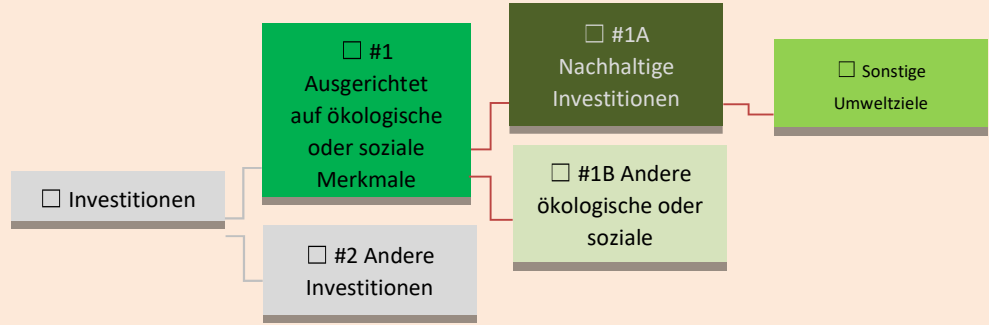 ☐ Investitionen
☐ #1
Ausgerichtet
auf ökologische
oder soziale
Merkmale
☐ #2 Andere
Investitionen
☐ #1A
Nachhaltige
Investitionen
☐ #1B Andere
ökologische oder
soziale
☐ Sonstige
Umweltziele